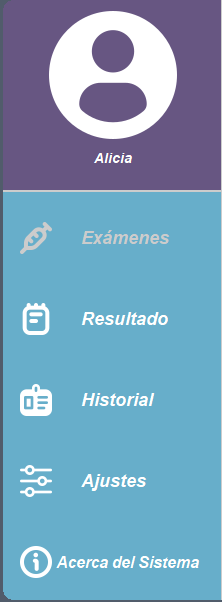 Alicia
Exámenes
Resultado
Historial
Ajustes
Acerca del Sistema